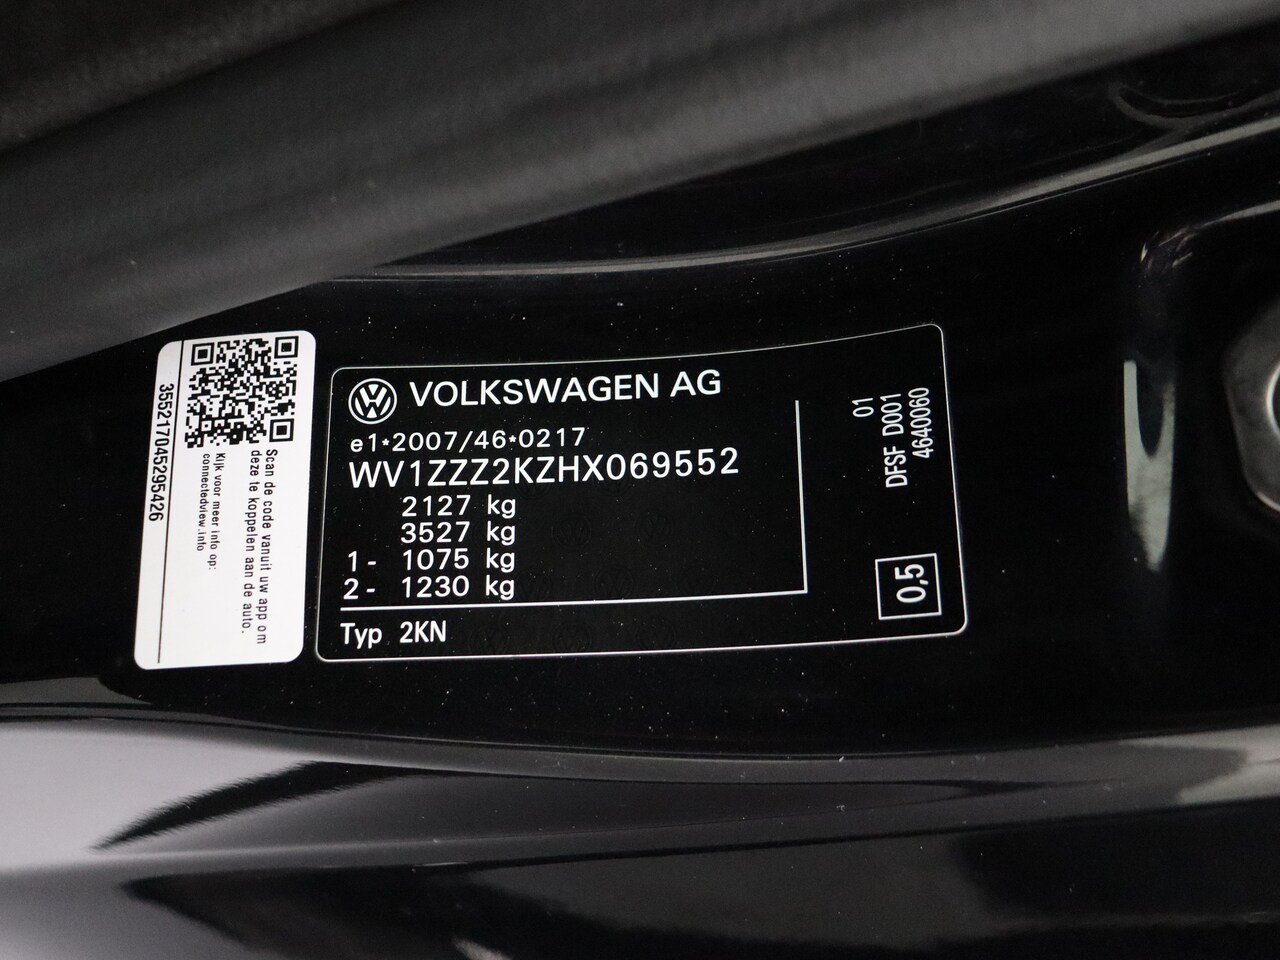 355217045295426
Scan de code vanuit uw app om
deze te koppelen aan de auto.
Kijk voor meer info op:
connectedview.info
VOLKSWAGEN AG
e1*2007/46*0217
WV1ZZZ2KZHX069552
2127 kg
3527 kg
1- 1075 kg
2- 1230 kg
Typ 2KN
01
DFSF D001
4640060
0,5